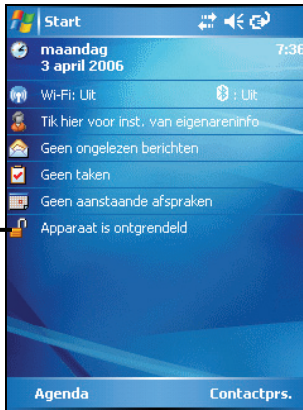 Start
maandag 7:36
3 april 2006
Wi-Fi: Uit : Uit
Tik hier voor inst. van eigenareninfo
Geen ongelezen berichten
Geen taken
Geen aanstaande afspraken
Apparaat is ontgrendeld
Agenda Contactprs.